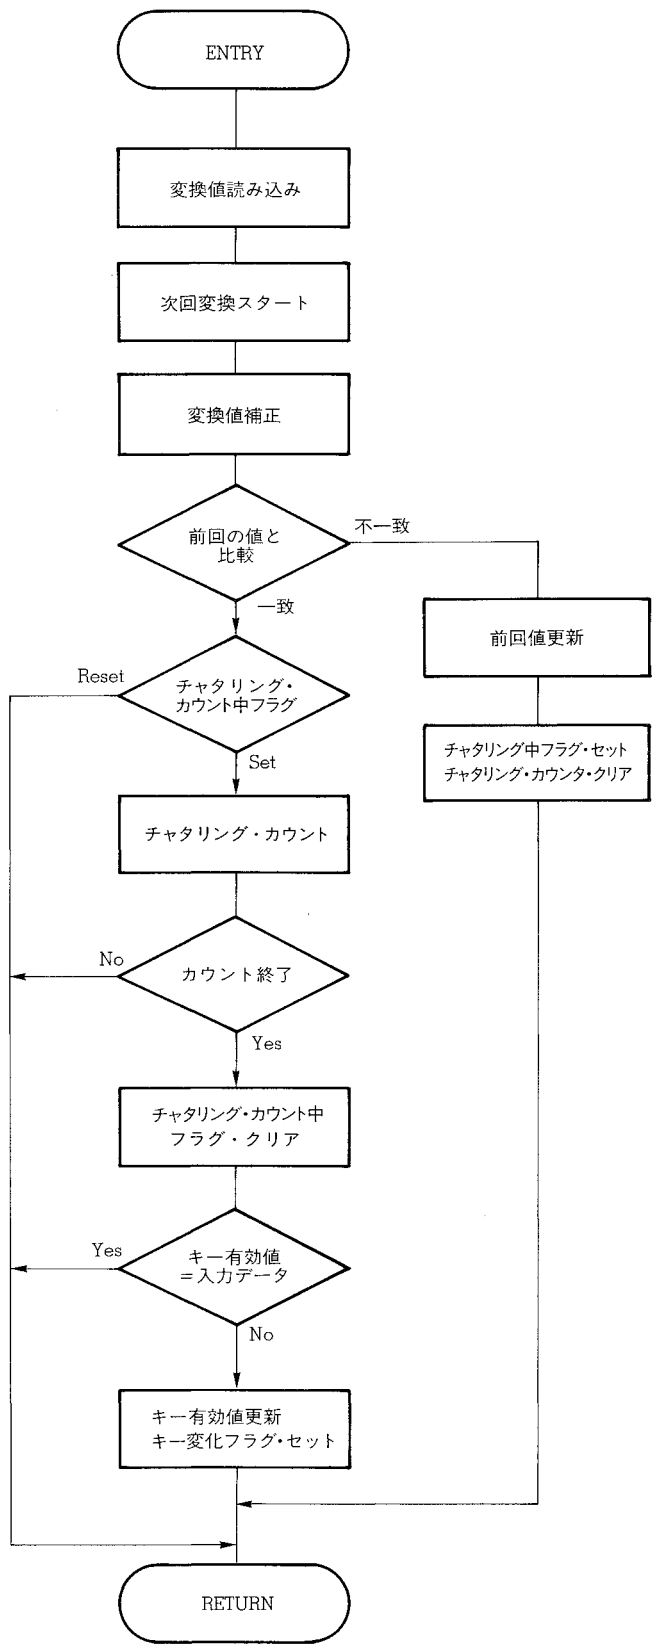 ENTRY
変換値読み込み
次回変換スタート
変換値補正
前回の値と
比較
不一致
一致
前回値更新
チャタリング中フラグ・セット
チャタリング・カウンタ・クリア
Reset
チャタリング・
カウント中フラグ
Set
チャタリング・カウント
No
カウント終了
Yes
チャタリング・カウント中
フラグ・クリア
Yes
キー有効値
=入力データ
No
キー有効値更新
キー変化フラグ・セット
RETURN